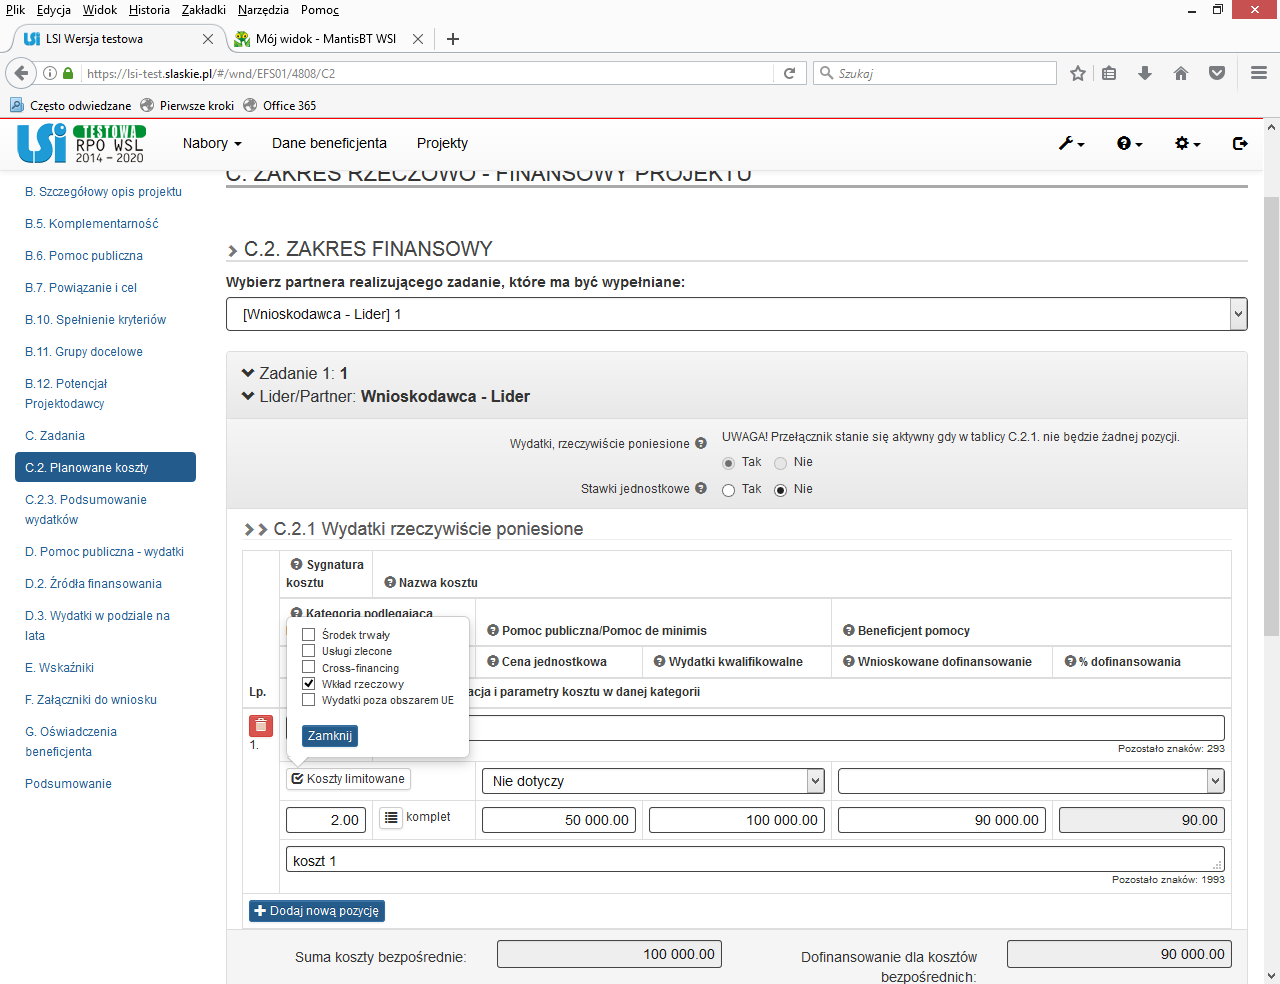 Plik Edycja Widok Historia Zakładki Narzędzia Pomoc
LSI Wersja testowa
Mój widok - MantisBT WSI
https://lsi-test.slaskie.pl/#/wnd/EFS01/4808/C2
Szukaj
Często odwiedzane Pierwsze kroki Office 365
LSi TESTOWA
RPO WSL
2014 – 2020
Nabory Dane beneficjenta Projekty
C. ZAKRES RZECZOWO - FINANSOWY PROJEKTU
B. Szczegółowy opis projektu
B.5. Komplementarność
B.6. Pomoc publiczna
B.7. Powiązanie i cel
B.10. Spełnienie kryteriów
B.11. Grupy docelowe
B.12. Potencjał
Projektodawcy
C. Zadania
C.2. Planowane koszty
C.2.3. Podsumowanie
wydatków
D. Pomoc publiczna - wydatki
D.2. Źródła finansowania
D.3. Wydatki w podziale na
lata
E. Wskaźniki
F. Załączniki do wniosku
G. Oświadczenia
beneficjenta
Podsumowanie
C.2. ZAKRES FINANSOWY
Wybierz partnera realizującego zadanie, które ma być wypełniane:
[Wnioskodawca - Lider] 1
Zadanie 1: 1
Lider/Partner: Wnioskodawca - Lider
Wydatki, rzeczywiście poniesione
UWAGA! Przełącznik stanie się aktywny gdy w tablicy C.2.1. nie będzie żadnej pozycji.
Tak Nie
Stawki jednostkowe Tak Nie
C.2.1 Wydatki rzeczywiście poniesione
Sygnatura
kosztu
Nazwa kosztu
Kategoria podlegająca
Pomoc publiczna/Pomoc de minimis
Beneficjent pomocy
Cena jednostkowa
Wydatki kwalifikowalne
Wnioskowane dofinansowanie
% dofinansowania
Lp.
acja i parametry kosztu w danej kategorii
Środek trwały
Usługi zlecone
Cross-financing
Wkład rzeczowy
Wydatki poza obszarem UE
Zamknij
1.
Pozostało znaków: 293
Koszty limitowane
Nie dotyczy
2.00
komplet
50 000.00
100 000.00
90 000.00
90.00
koszt 1
Pozostało znaków: 1993
Dodaj nową pozycję
Suma koszty bezpośrednie:
100 000.00
Dofinansowanie dla kosztów
bezpośrednich:
90 000.00